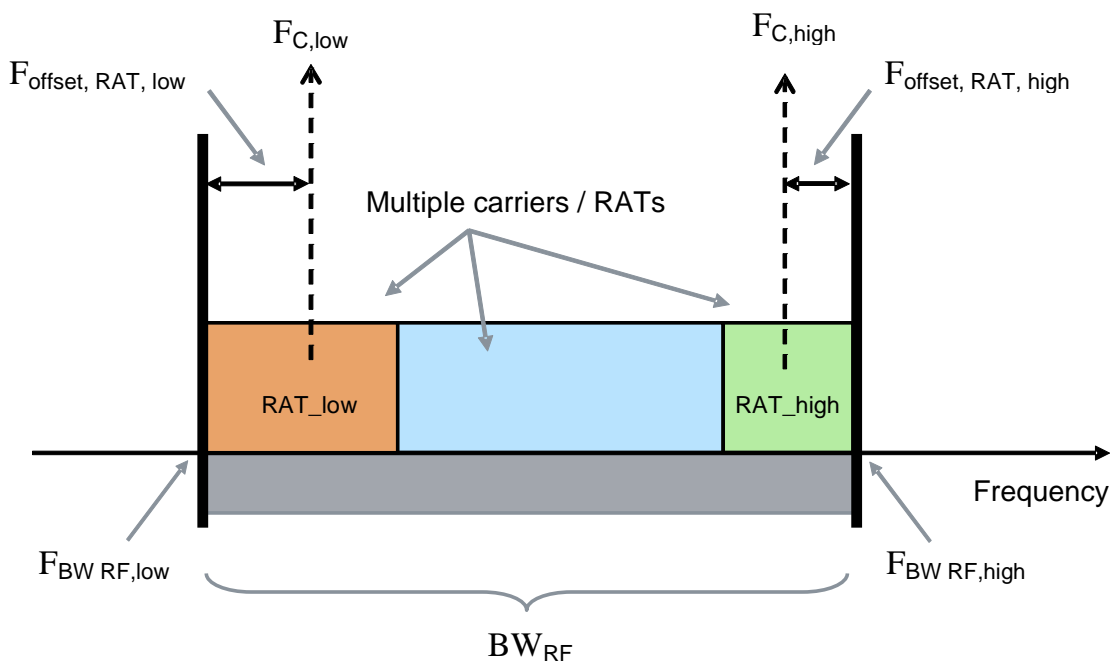 F_C,low
F_C,high
F_offset, RAT, low
F_offset, RAT, high
Multiple carriers / RATs
RAT_low
RAT_high
Frequency
F_BW RF,low
F_BW RF,high
BW_RF